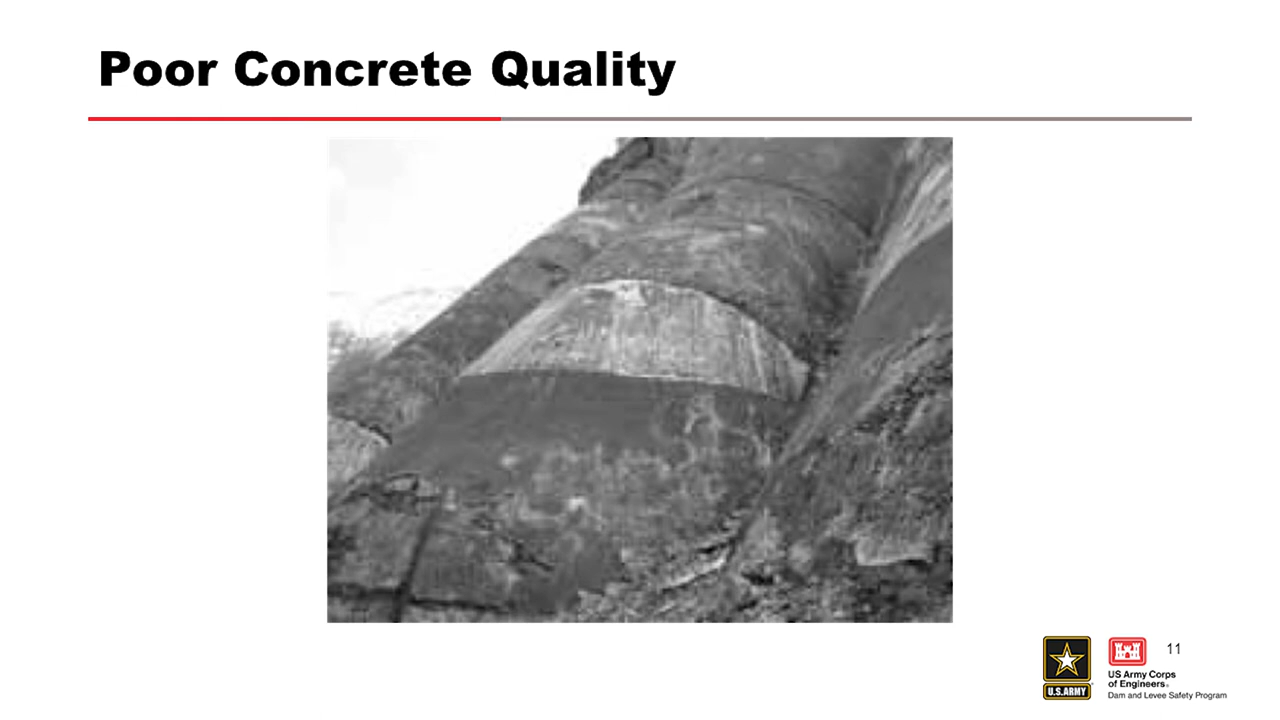 Poor Concrete Quality
11
U.S.ARMY
US Army Corps
of Engineers®
Dam and Levee Safety Program